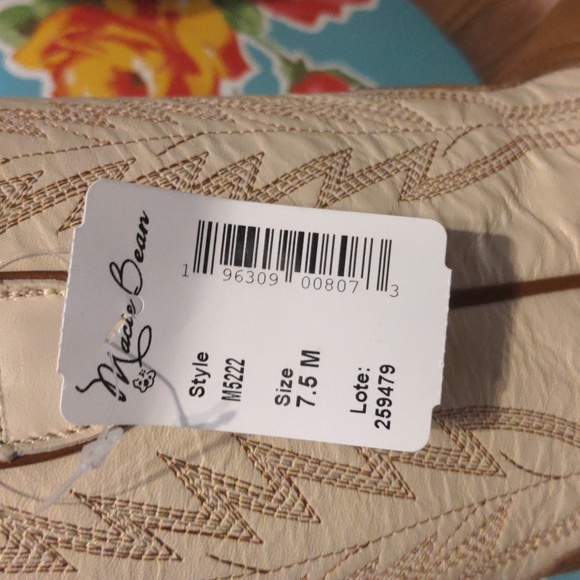 Macie Bean
1 96309 00807 3
Style
M5222
Size
7.5 M
Lote:
259479